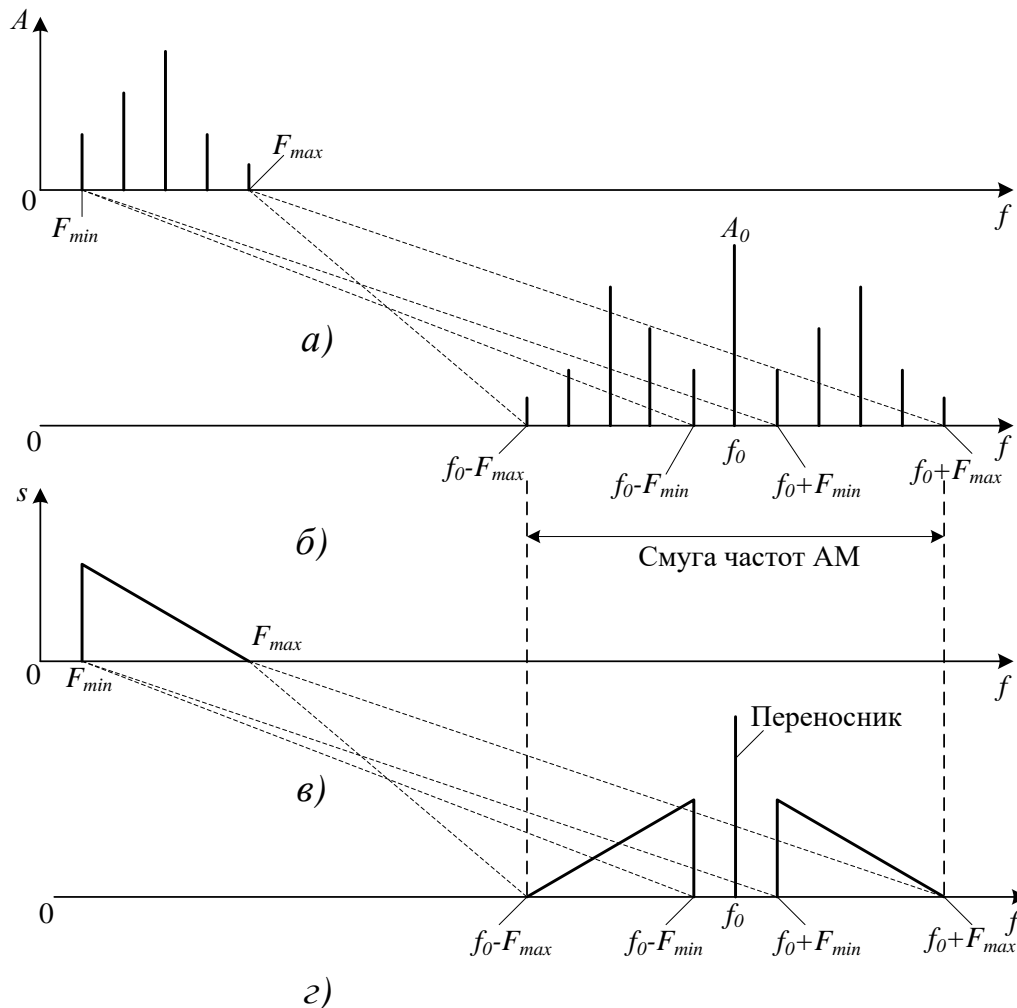 A
F_max
0
F_min
f
A_0
а)
0
f_0-F_max
f_0-F_min
f_0
f_0+F_min
f_0+F_max
f
s
б)
Смуга частот АМ
F_max
0
F_min
f
Переносник
в)
0
f_0-F_max
f_0-F_min
f_0
f_0+F_min
f_0+F_max
f
г)